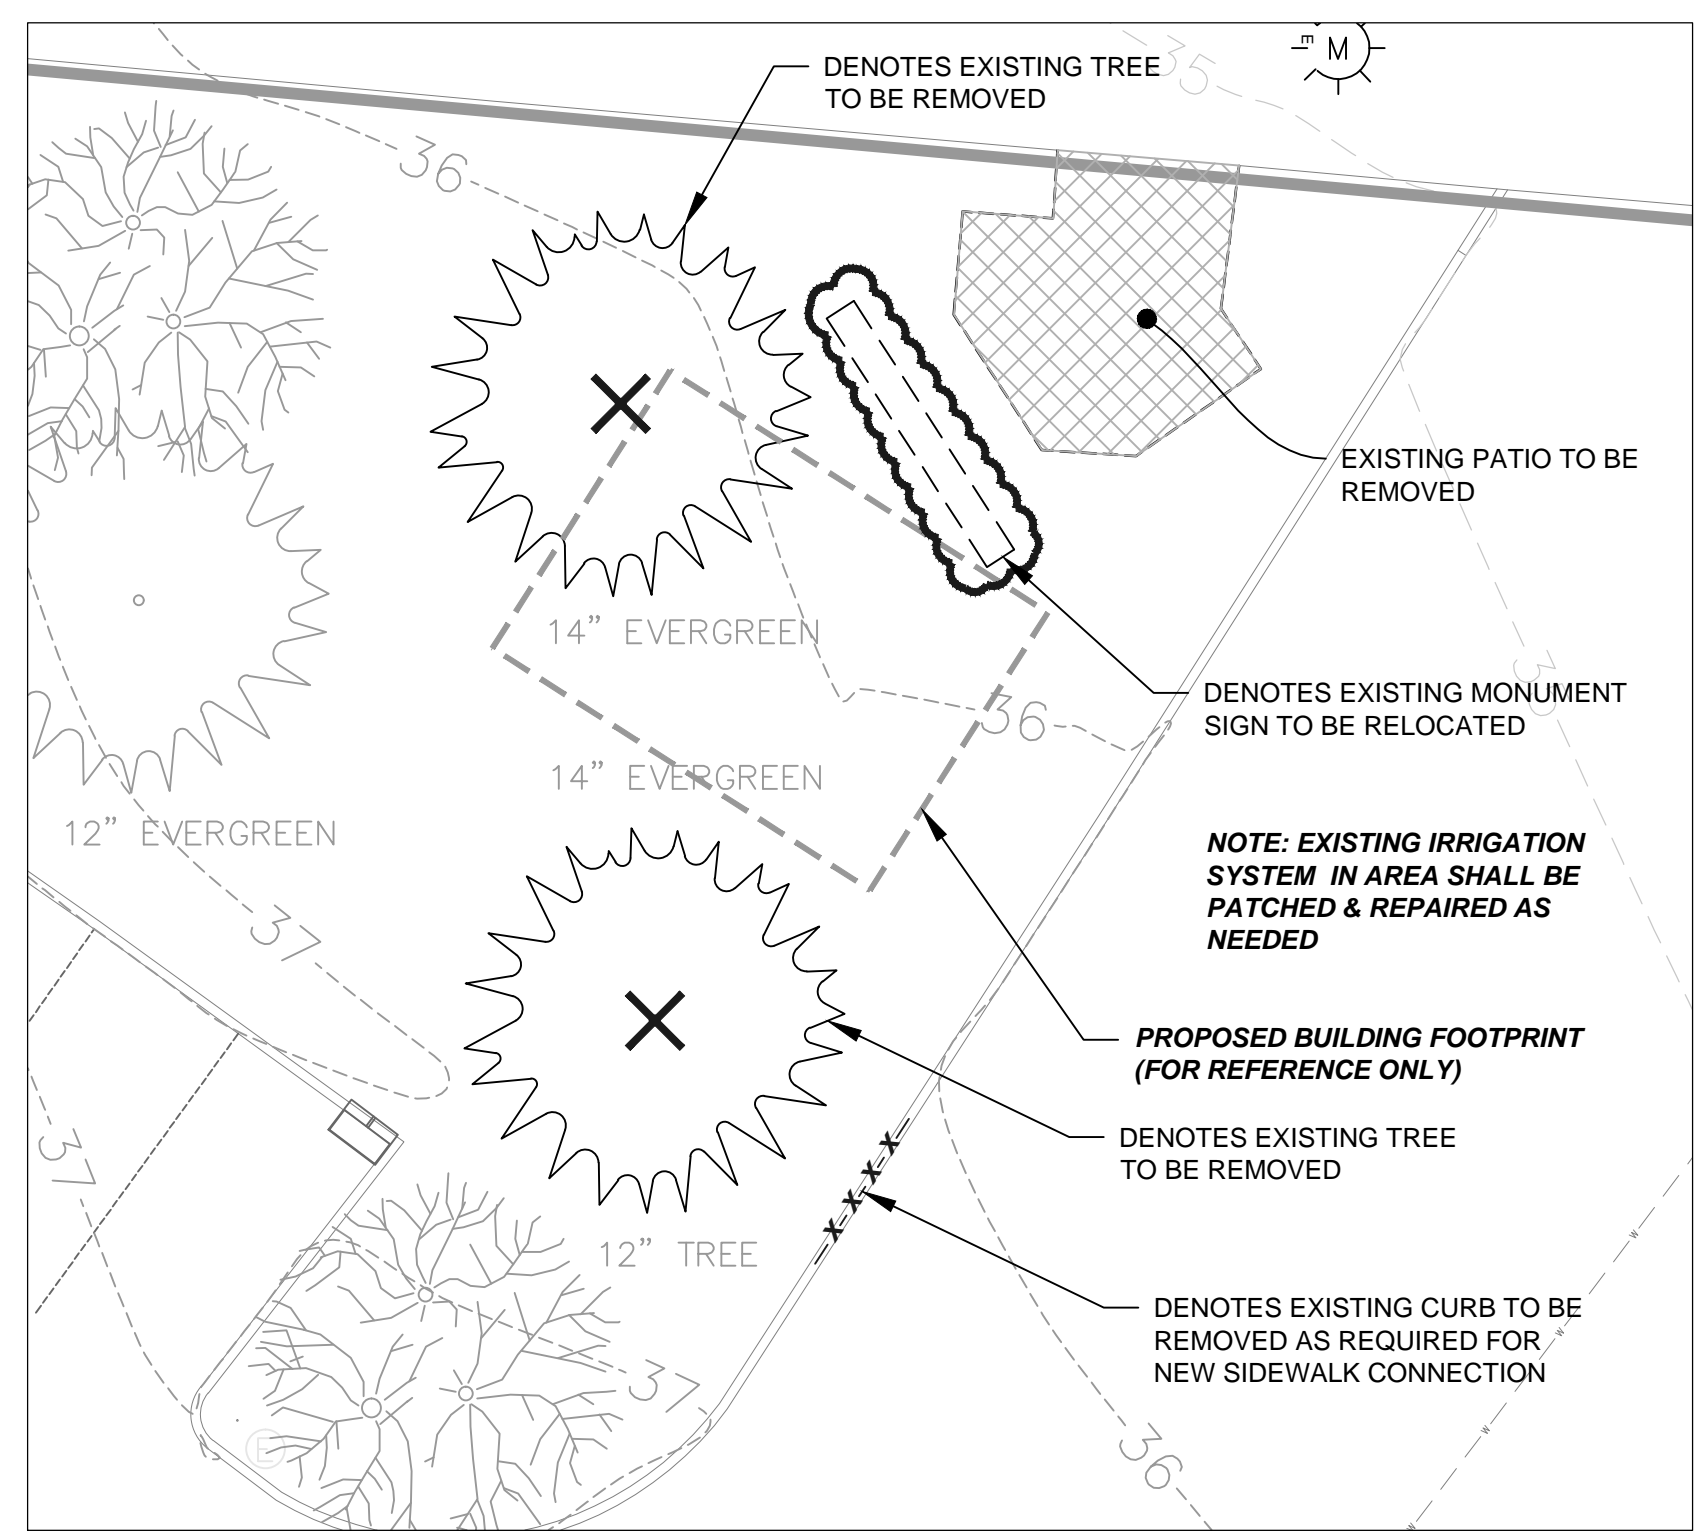 DENOTES EXISTING TREE
TO BE REMOVED
35
E
M
36
EXISTING PATIO TO BE
REMOVED
14” EVERGREEN
DENOTES EXISTING MONUMENT
SIGN TO BE RELOCATED
36
14” EVERGREEN
12” EVERGREEN
NOTE: EXISTING IRRIGATION
SYSTEM IN AREA SHALL BE
PATCHED & REPAIRED AS
NEEDED
37
PROPOSED BUILDING FOOTPRINT
(FOR REFERENCE ONLY)
DENOTES EXISTING TREE
TO BE REMOVED
37
X
X
X
X
12” TREE
W
DENOTES EXISTING CURB TO BE
REMOVED AS REQUIRED FOR
NEW SIDEWALK CONNECTION
W
37
W
E
36
W